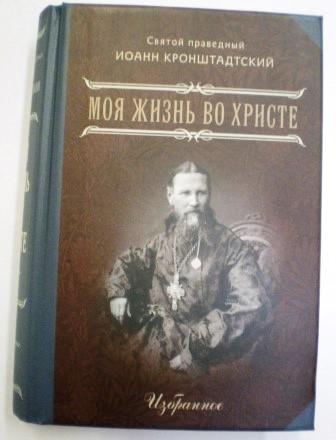 Святой праведный
ИОАНН КРОНШТАДТСКИЙ
МОЯ ЖИЗНЬ ВО ХРИСТЕ
Избранное